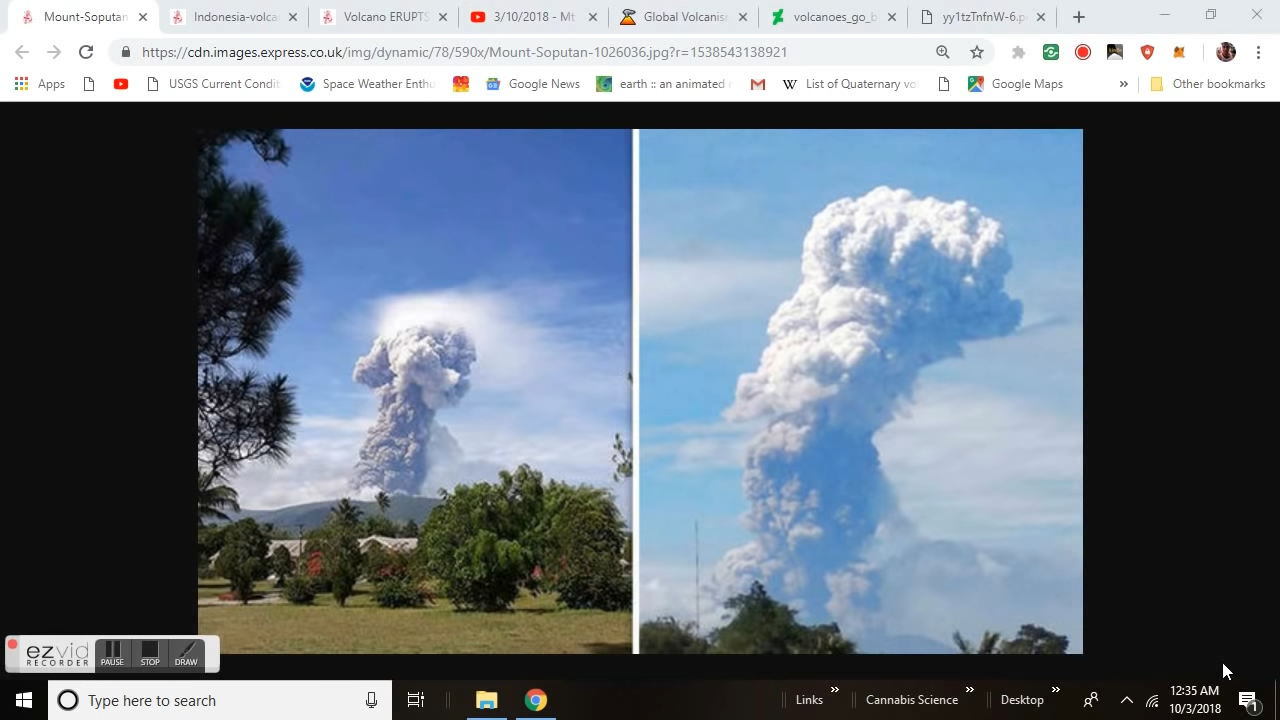 Mount-Soputan
Indonesia-volca
Volcano ERUPTS
3/18/2018 - Mt
Global Volcanis
volcanoes_go_b
yy1tzTnfnW-6.p
https://cdn.images.express.co.uk/img/dynamic/78/590x/Mount-Soputan-1026036.jpg?r=1538543138921
Apps
USGS Current Condit
Space Weather Enthu
Google News
earth :: an animated
List of Quaternary vo
Google Maps
»
Other bookmarks
ezvid
RECORDER
PAUSE
STOP
DRAW
Type here to search
Links
»
Cannabis Science
»
Desktop
»
12:35 AM
10/3/2018
1